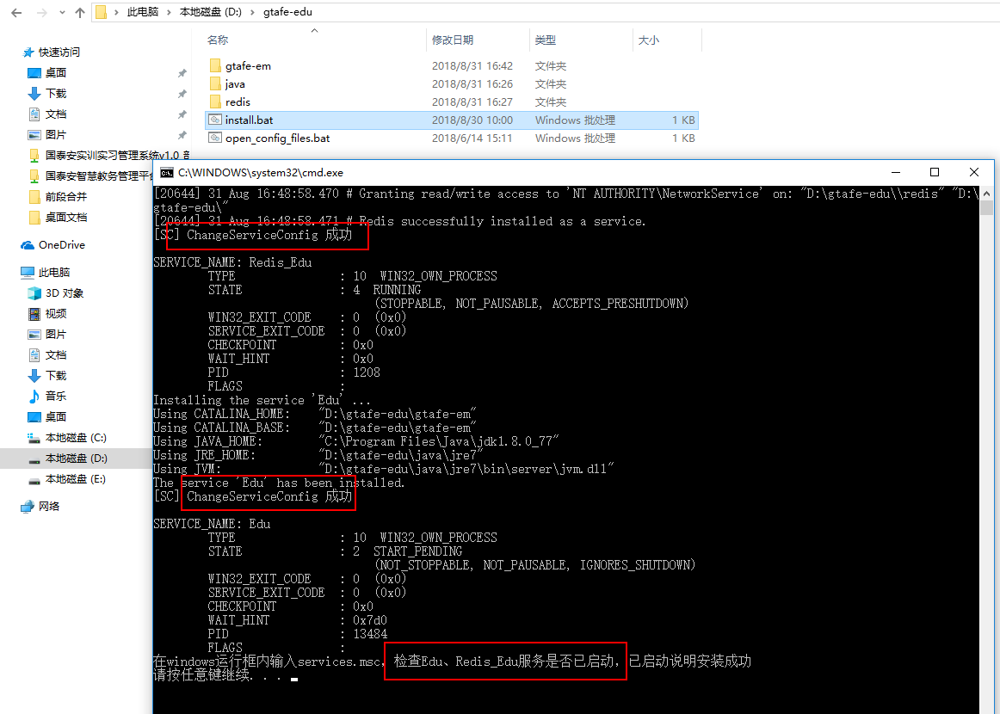 此电脑 › 本地磁盘 (D:) › gtafe-edu
名称 修改日期 类型 大小
快速访问
桌面
下载
文档
图片
国泰安实训实习管理系统v1.0
国泰安智慧教务管理平
前段合并
桌面文档
OneDrive
此电脑
3D 对象
视频
图片
文档
下载
音乐
桌面
本地磁盘 (C:)
本地磁盘 (D:)
本地磁盘 (E:)
网络
gtafe-em 2018/8/31 16:42 文件夹
java 2018/8/31 16:26 文件夹
redis 2018/8/31 16:27 文件夹
install.bat 2018/8/30 10:00 Windows 批处理 1 KB
open_config_files.bat 2018/6/14 15:11 Windows 批处理 1 KB
C:\WINDOWS\system32\cmd.exe
[20644] 31 Aug 16:48:58.470 # Granting read/write access to 'NT AUTHORITY\NetworkService' on: "D:\gtafe-edu\\redis" "D:\
gtafe-edu\"
[20644] 31 Aug 16:48:58.471 # Redis successfully installed as a service.
[SC] ChangeServiceConfig 成功
SERVICE_NAME: Redis_Edu
TYPE : 10 WIN32_OWN_PROCESS
STATE : 4 RUNNING
(STOPPABLE, NOT_PAUSABLE, ACCEPTS_PRESHUTDOWN)
WIN32_EXIT_CODE : 0 (0x0)
SERVICE_EXIT_CODE : 0 (0x0)
CHECKPOINT : 0x0
WAIT_HINT : 0x0
PID : 1208
FLAGS :
Installing the service 'Edu' ...
Using CATALINA_HOME: "D:\gtafe-edu\gtafe-em"
Using CATALINA_BASE: "D:\gtafe-edu\gtafe-em"
Using JAVA_HOME: "C:\Program Files\Java\jdk1.8.0_77"
Using JRE_HOME: "D:\gtafe-edu\java\jre7"
Using JVM: "D:\gtafe-edu\java\jre7\bin\server\jvm.dll"
The service 'Edu' has been installed.
[SC] ChangeServiceConfig 成功
SERVICE_NAME: Edu
TYPE : 10 WIN32_OWN_PROCESS
STATE : 2 START_PENDING
(NOT_STOPPABLE, NOT_PAUSABLE, IGNORES_SHUTDOWN)
WIN32_EXIT_CODE : 0 (0x0)
SERVICE_EXIT_CODE : 0 (0x0)
CHECKPOINT : 0x0
WAIT_HINT : 0x7d0
PID : 13484
FLAGS :
在windows运行框内输入services.msc, 检查Edu、Redis_Edu服务是否已启动，已启动说明安装成功
请按任意键继续. . .